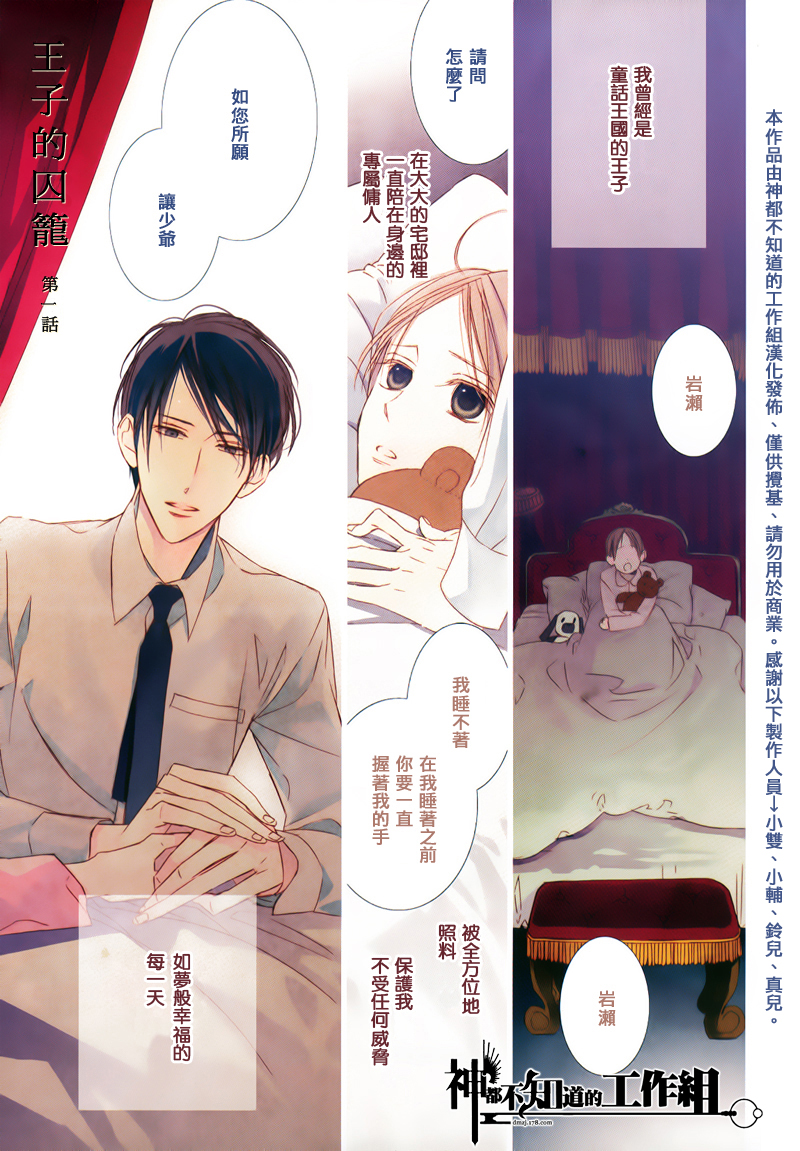 本作品由神都不知道的工作組漢化發佈、僅供攪基、請勿用於商業。感謝以下製作人員↓小雙、小輔、鈴兒、真兒。
我曾經是
童話王國的王子
岩瀨
岩瀨
請問
怎麼了
在大大的宅邸裡
一直陪在身邊的
專屬傭人
我睡不著
在我睡著之前
你要一直
握著我的手
被全方位地
照料
保護我
不受任何威脅
如您所願
讓少爺
如夢般幸福的
每一天
王子的囚籠
第一話
神都不知道的工作組
dmzj.178.com